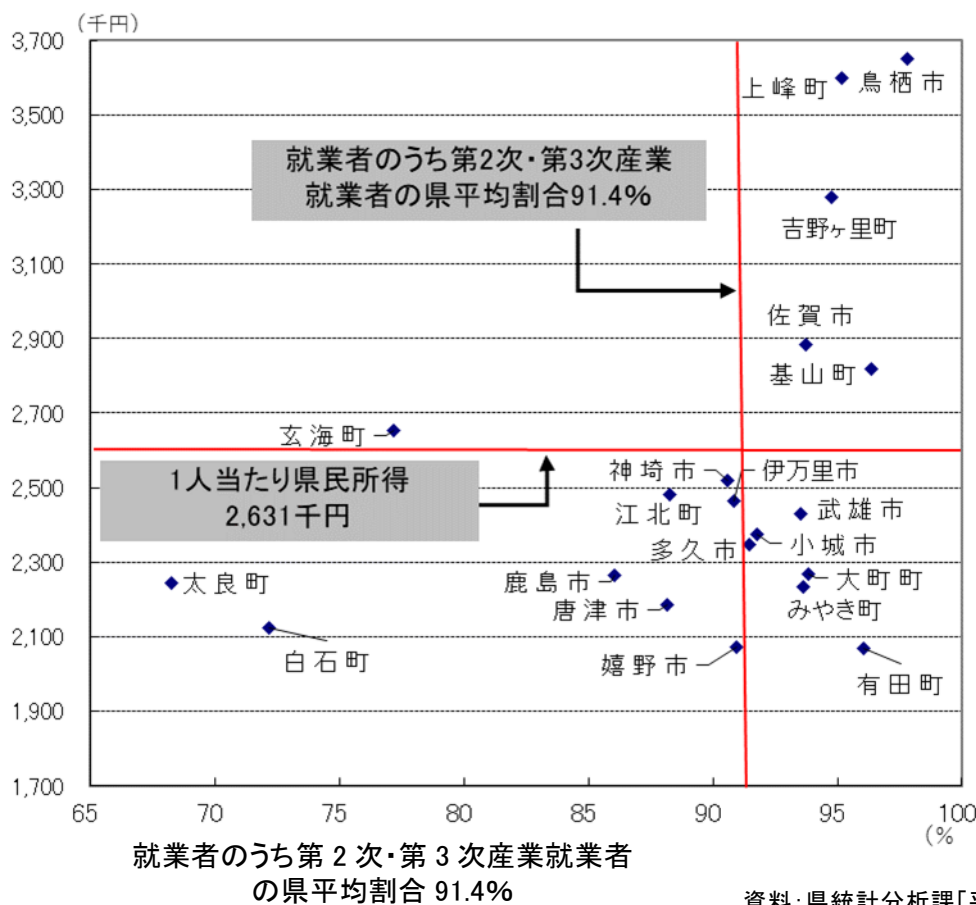 (千円)
3,700
3,500
3,300
3,100
2,900
2,700
2,500
2,300
2,100
1,900
1,700
上峰町
鳥栖市
就業者のうち第2次・第3次産業
就業者の県平均割合91.4%
吉野ヶ里町
佐賀市
基山町
玄海町
1人当たり県民所得
2,631千円
神埼市
伊万里市
江北町
武雄市
多久市
小城市
太良町
鹿島市
大町町
唐津市
みやき町
白石町
嬉野市
有田町
65
70
75
80
85
90
95
100
(%
就業者のうち第2次・第3次産業就業者
の県平均割合 91.4%
資料:県統計分析課「